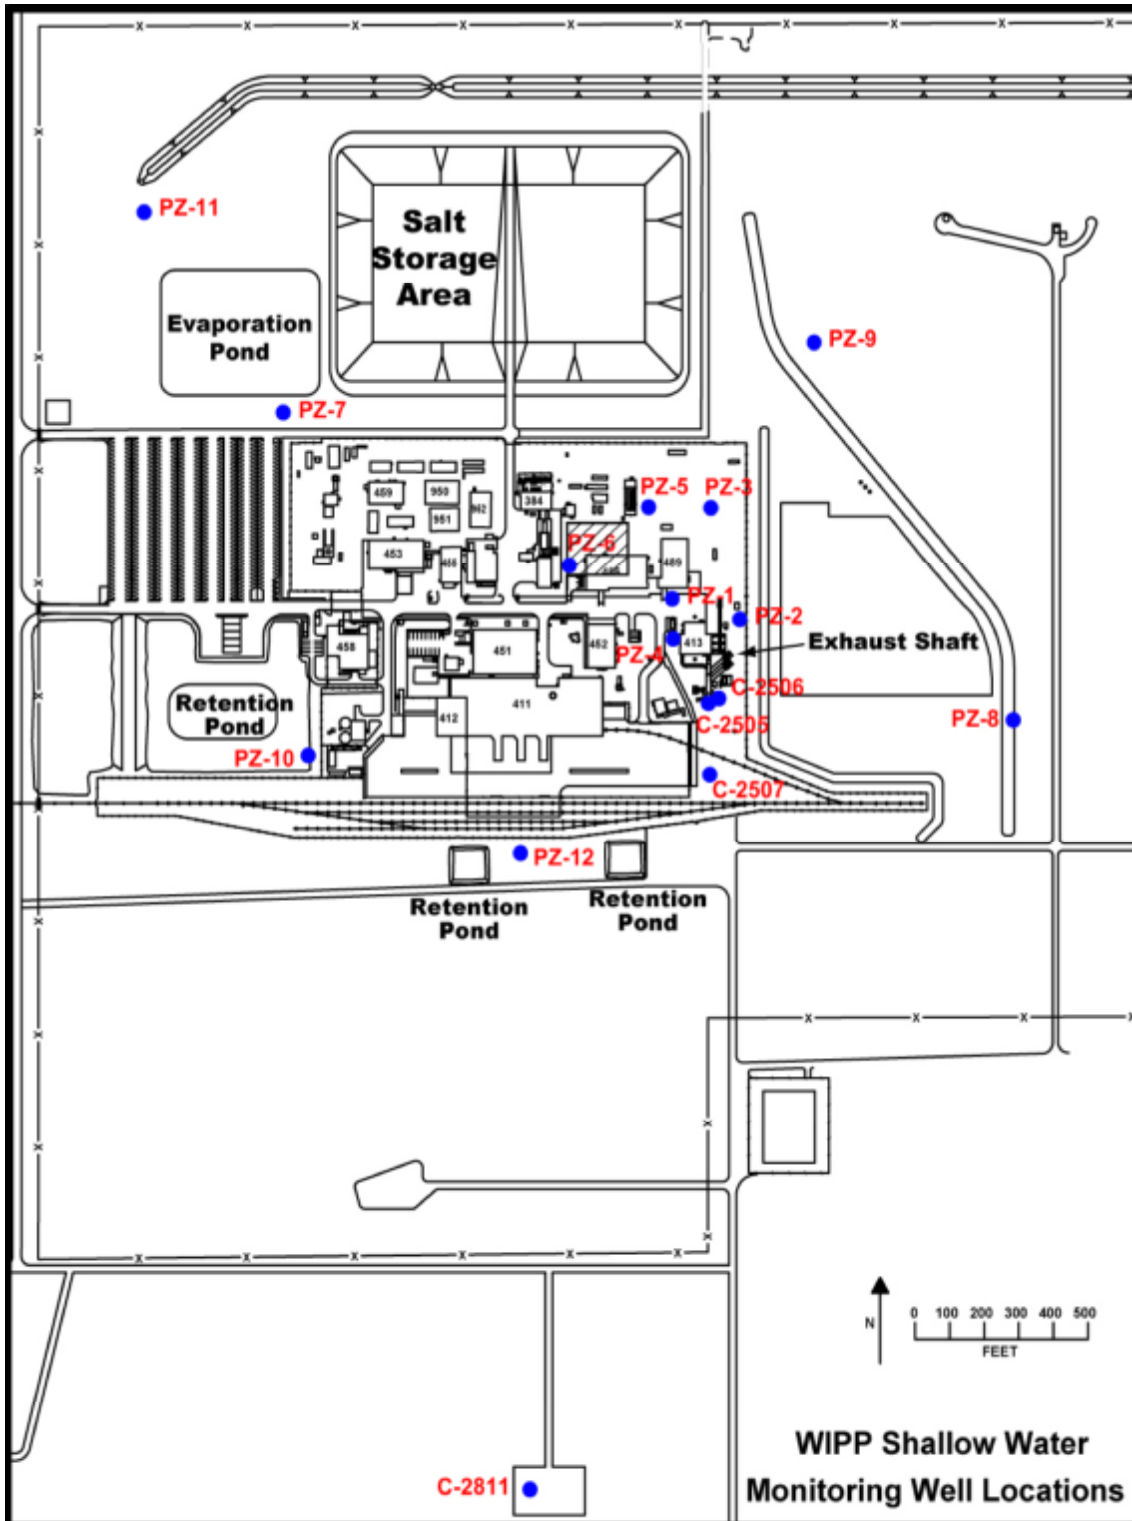 PZ-11
Salt
Storage
Area
Evaporation
Pond
PZ-9
PZ-7
459
950
951
952
384
PZ-5
PZ-3
453
455
PZ-6
489
PZ-1
PZ-2
458
451
452
PZ-4
413
Exhaust Shaft
Retention
Pond
412
411
C-2506
C-2505
PZ-8
PZ-10
C-2507
PZ-12
Retention
Pond
Retention
Pond
N
0 100 200 300 400 500
FEET
WIPP Shallow Water
Monitoring Well Locations
C-2811